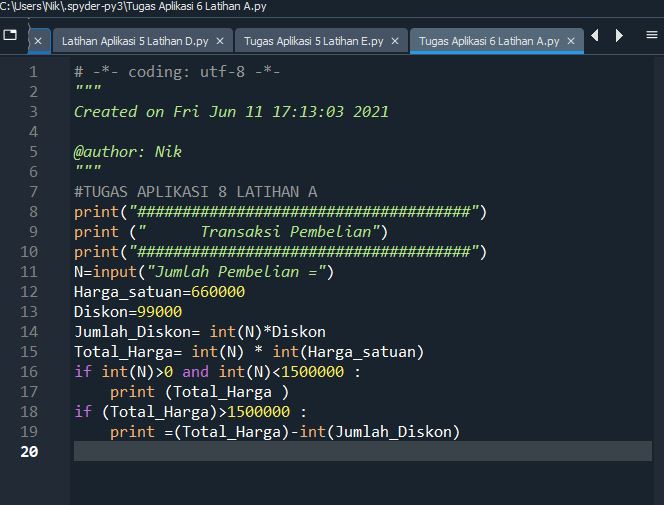 C:\Users\Nik\.spyder-py3\Tugas Aplikasi 6 Latihan A.py
Latihan Aplikasi 5 Latihan D.py Tugas Aplikasi 5 Latihan E.py Tugas Aplikasi 6 Latihan A.py
1 # -*- coding: utf-8 -*-
2 """
3 Created on Fri Jun 11 17:13:03 2021
4
5 @author: Nik
6 """
7 #TUGAS APLIKASI 8 LATIHAN A
8 print("#####################################")
9 print ("      Transaksi Pembelian")
10 print("#####################################")
11 N=input("Jumlah Pembelian =")
12 Harga_satuan=660000
13 Diskon=99000
14 Jumlah_Diskon= int(N)*Diskon
15 Total_Harga= int(N) * int(Harga_satuan)
16 if int(N)>0 and int(N)<1500000 :
17     print (Total_Harga )
18 if (Total_Harga)>1500000 :
19     print =(Total_Harga)-int(Jumlah_Diskon)
20